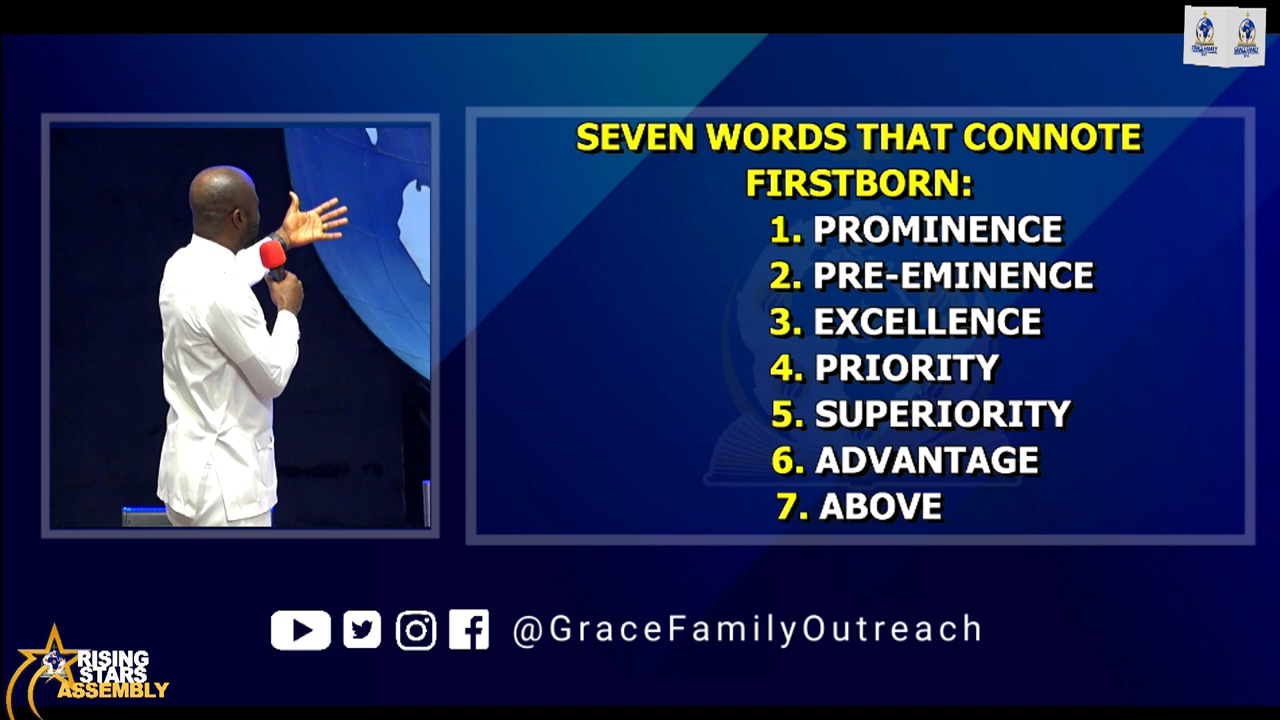 SEVEN WORDS THAT CONNOTE
FIRSTBORN:
1. PROMINENCE
2. PRE-EMINENCE
3. EXCELLENCE
4. PRIORITY
5. SUPERIORITY
6. ADVANTAGE
7. ABOVE
@GraceFamilyOutreach
RISING
STARS
ASSEMBLY